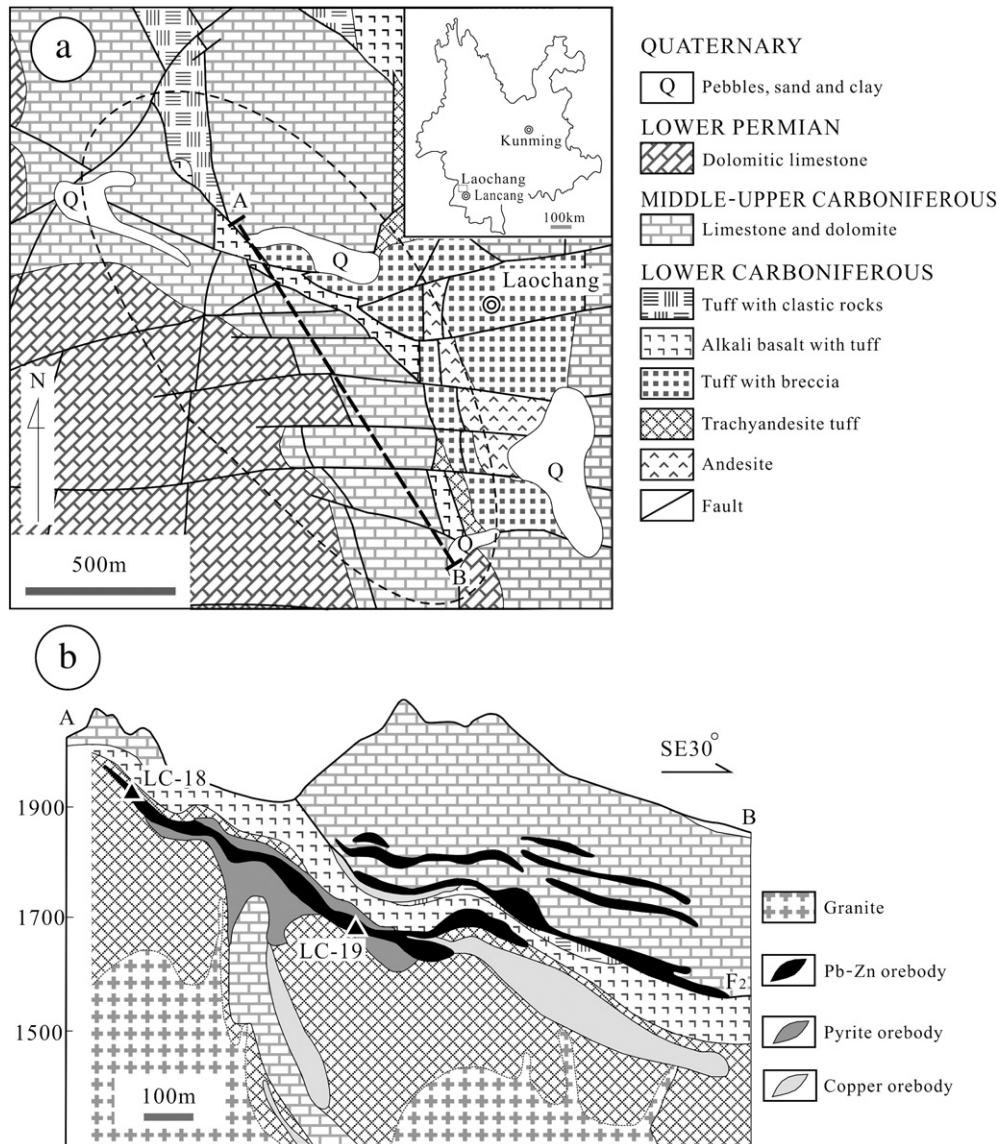 a
Kunming
Laochang
Lancang
100km
A
Q
Q
Laochang
N
Q
Q
B
500m
QUATERNARY
Q Pebbles, sand and clay
LOWER PERMIAN
Dolomitic limestone
MIDDLE-UPPER CARBONIFEROUS
Limestone and dolomite
LOWER CARBONIFEROUS
Tuff with clastic rocks
Alkali basalt with tuff
Tuff with breccia
Trachyandesite tuff
Andesite
Fault
b
A
SE30°
LC-18
1900
B
1700
LC-19
F2
1500
100m
Granite
Pb-Zn orebody
Pyrite orebody
Copper orebody